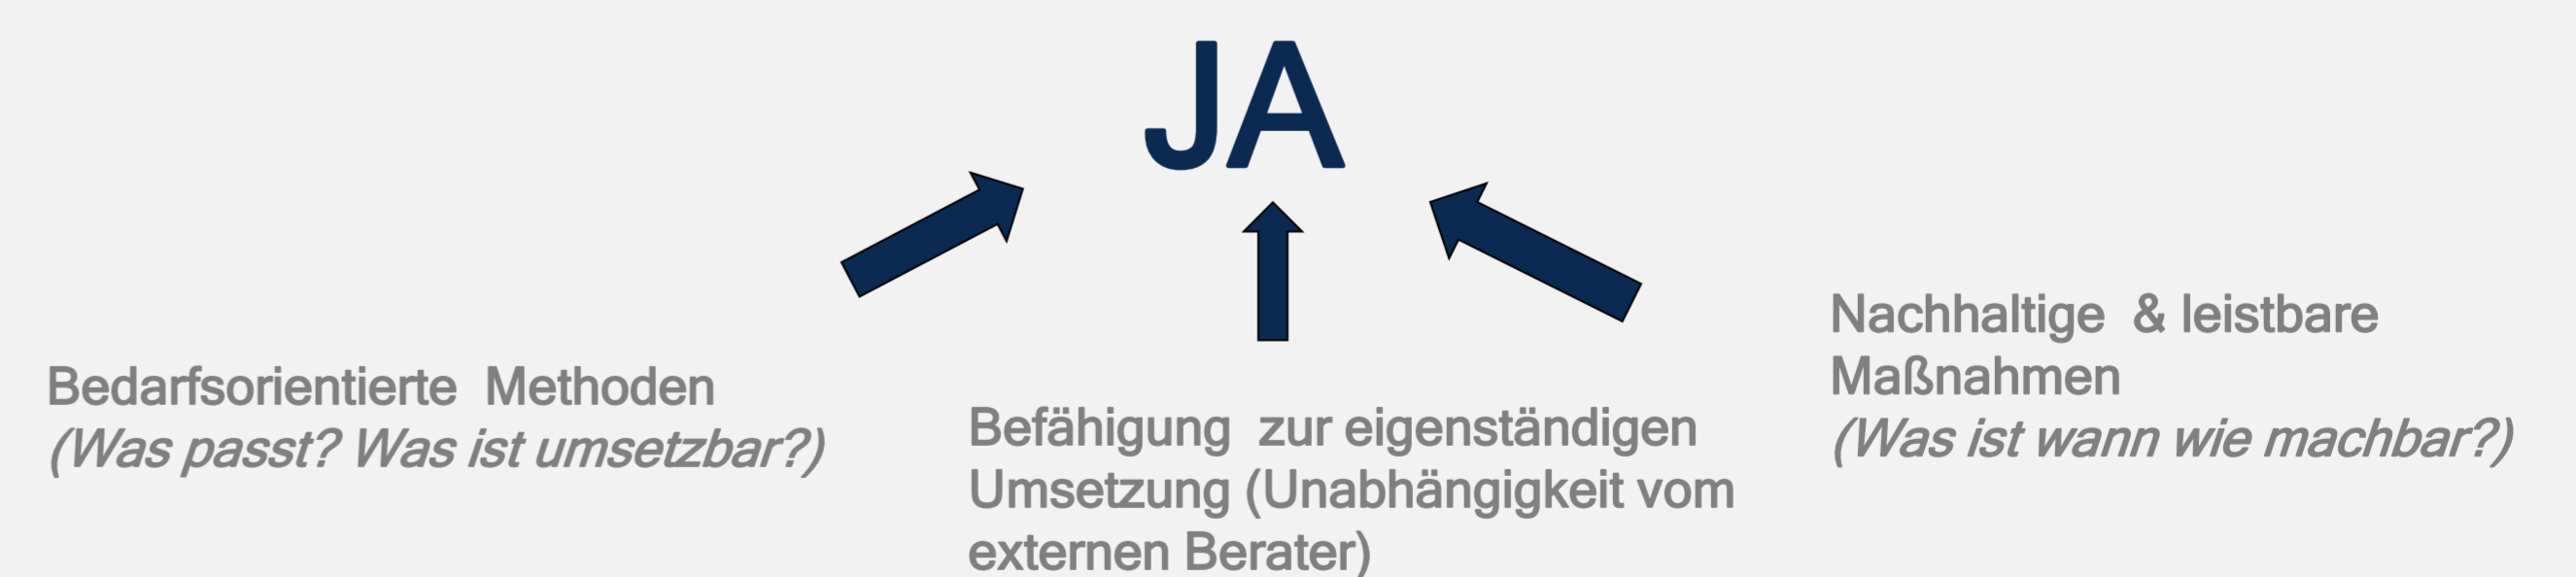 JA
Bedarfsorientierte Methoden
(Was passt? Was ist umsetzbar?)
Befähigung zur eigenständigen
Umsetzung (Unabhängigkeit vom
externen Berater)
Nachhaltige & leistbare
Maßnahmen
(Was ist wann wie machbar?)